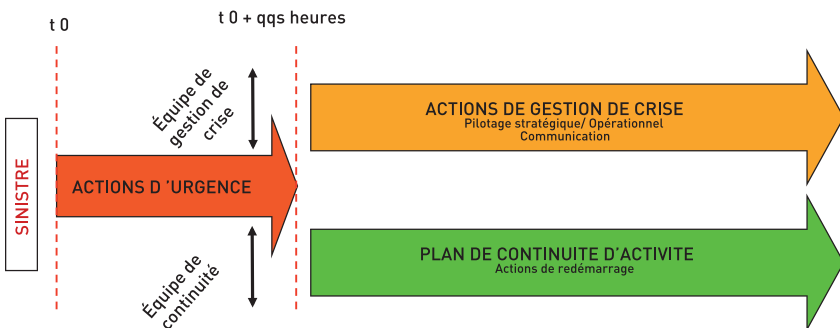 t 0
t 0 + qqs heures
Équipe de
gestion de
crise
SINISTRE
ACTIONS D 'URGENCE
Équipe de
continuité
ACTIONS DE GESTION DE CRISE
Pilotage stratégique/ Opérationnel
Communication
PLAN DE CONTINUITE D'ACTIVITE
Actions de redémarrage